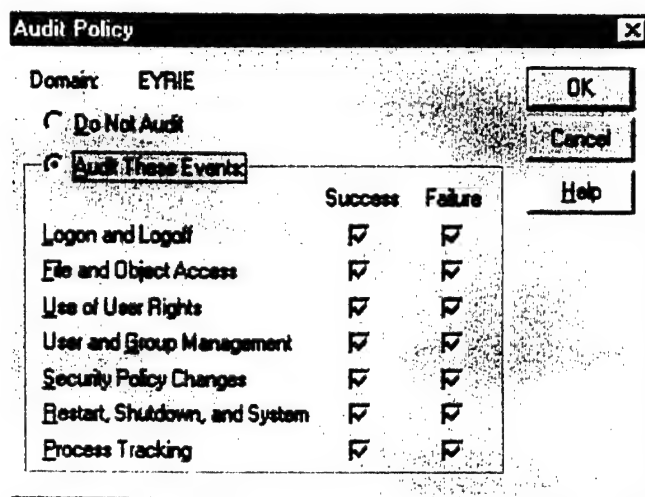 Audit Policy
Domain: EYRIE
OK
Do Not Audit
Cancel
Audit These Events:
Help
Success Failure
Logon and Logoff
File and Object Access
Use of User Rights
User and Group Management
Security Policy Changes
Restart, Shutdown, and System
Process Tracking